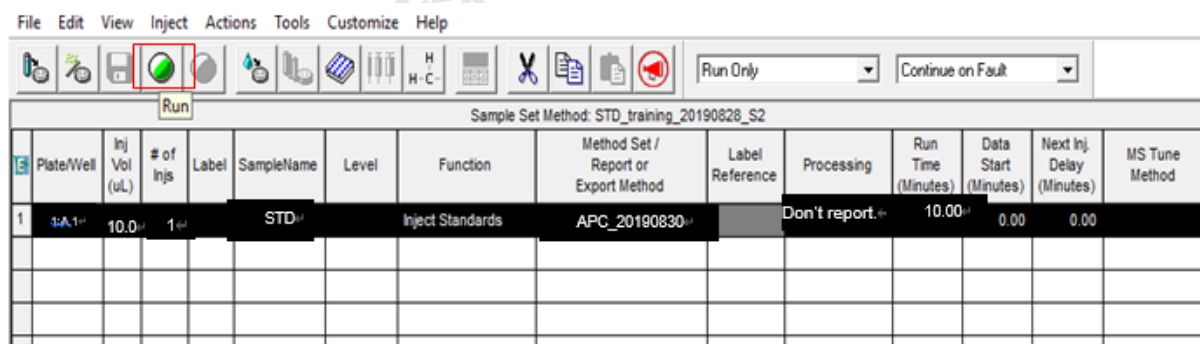 File Edit View Inject Actions Tools Customize Help
H
H-C-
Run Only
Continue on Fault
Run
Sample Set Method: STD_training_20190828_S2
Plate/Well
Inj
Vol
(uL)
# of
Injs
Label
SampleName
Level
Function
Method Set /
Report or
Export Method
Label
Reference
Processing
Run
Time
(Minutes)
Data
Start
(Minutes)
Next Inj.
Delay
(Minutes)
MS Tune
Method
1 1:A,1 10.0 1 STD Inject Standards APC_20190830 Don't report. 10.00 0.00 0.00